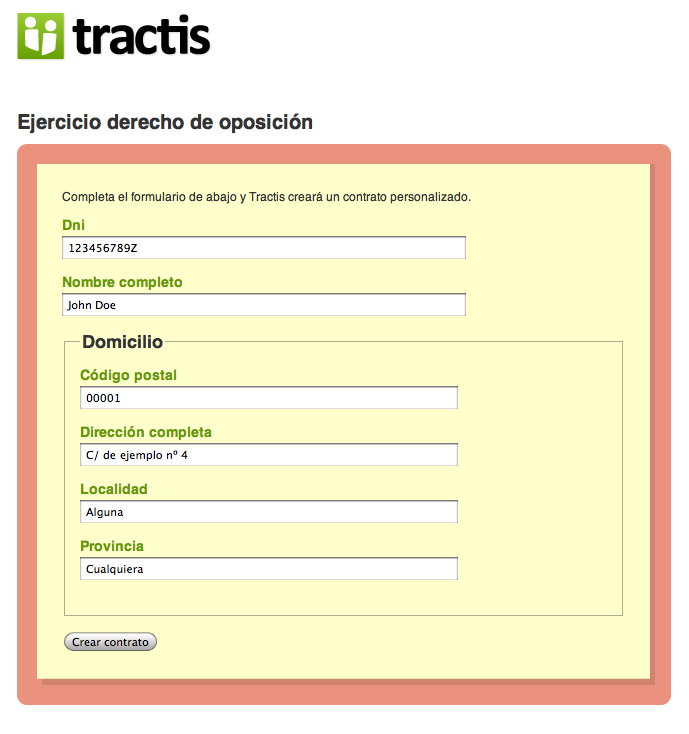 tractis
Ejercicio derecho de oposición
Completa el formulario de abajo y Tractis creará un contrato personalizado.
Dni
123456789Z
Nombre completo
John Doe
Domicilio
Código postal
00001
Dirección completa
C/ de ejemplo nº 4
Localidad
Alguna
Provincia
Cualquiera
Crear contrato